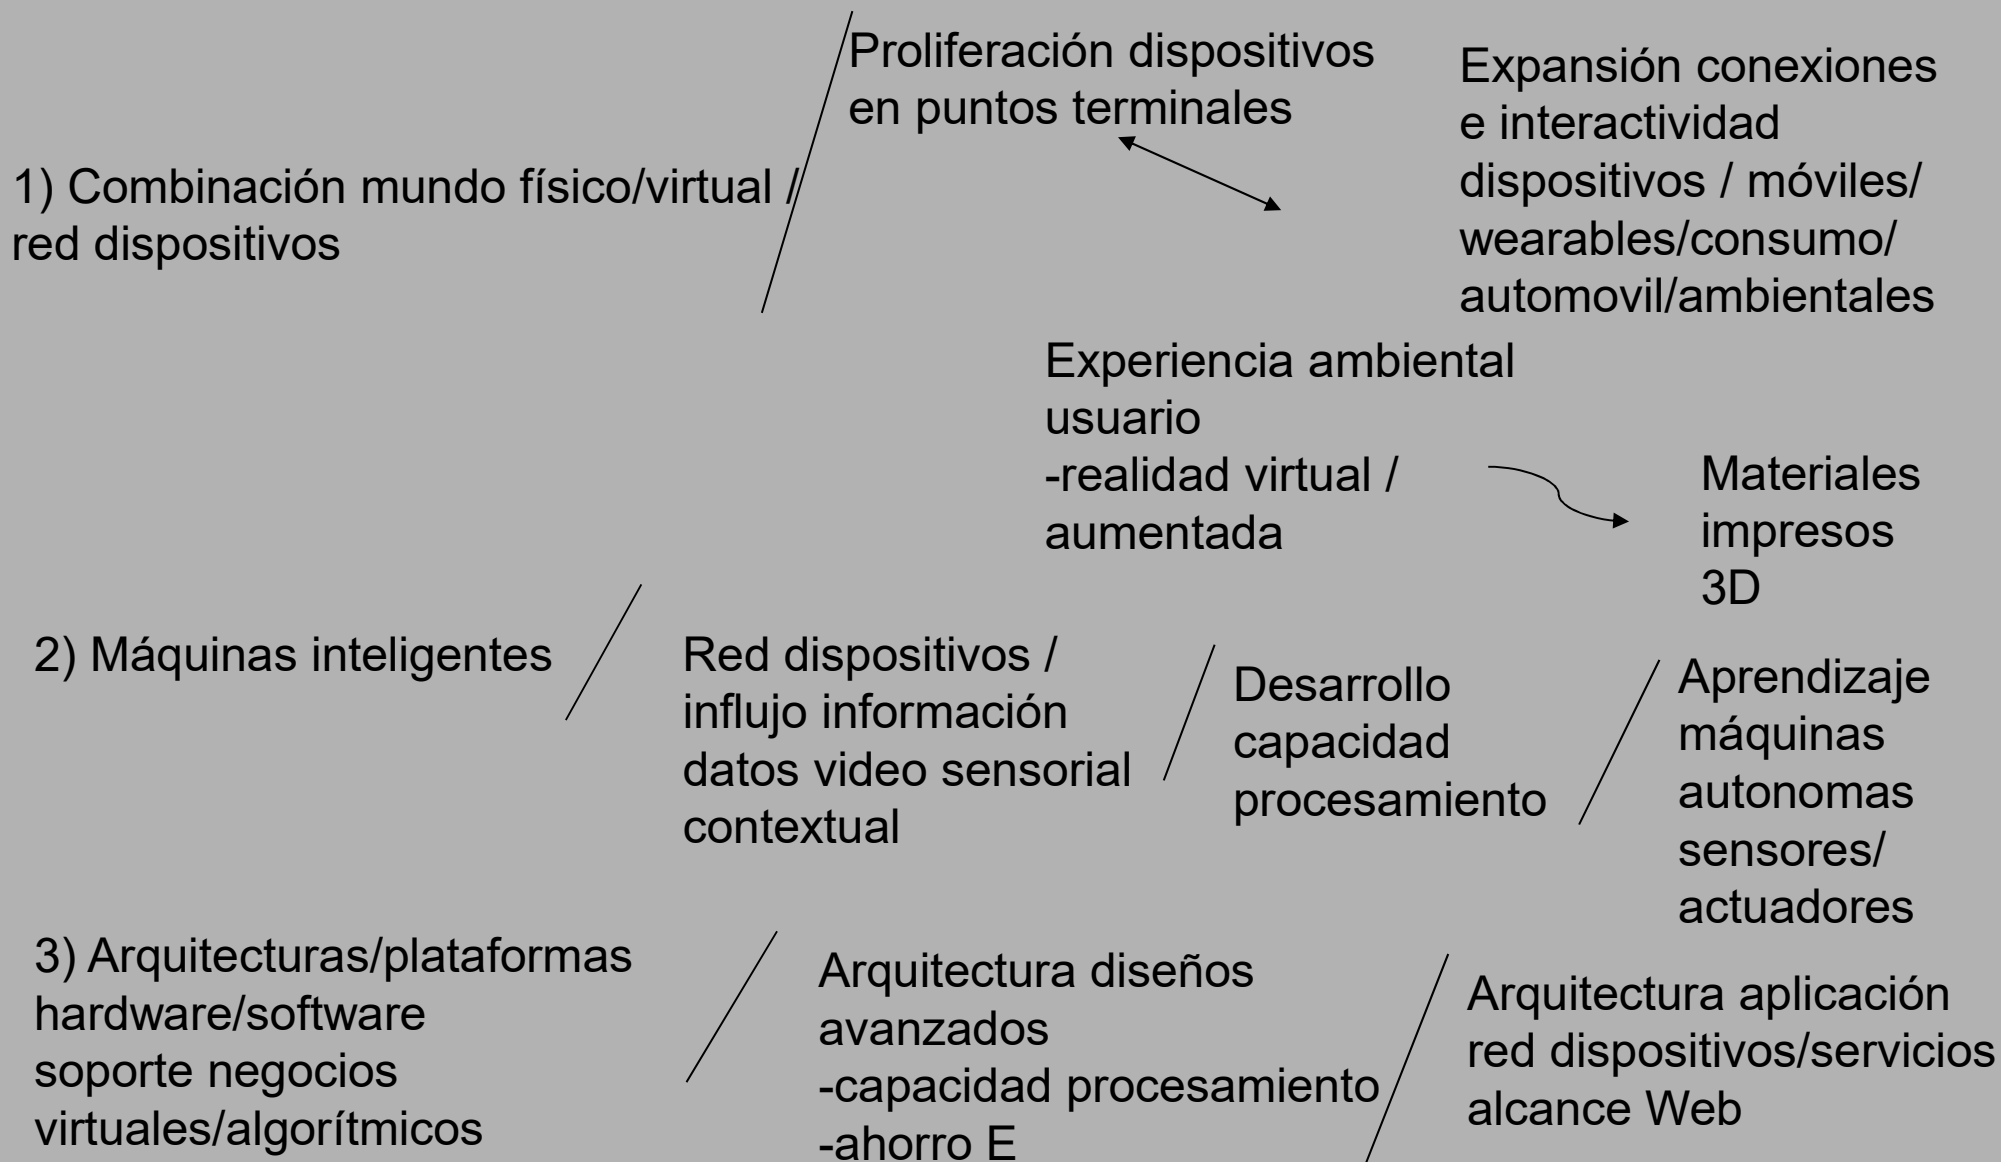 Proliferación dispositivos
en puntos terminales
Expansión conexiones
e interactividad
dispositivos / móviles/
wearables/consumo/
automovil/ambientales
1) Combinación mundo físico/virtual /
red dispositivos
Experiencia ambiental
usuario
-realidad virtual /
aumentada
Materiales
impresos
3D
2) Máquinas inteligentes
Red dispositivos /
influjo información
datos video sensorial
contextual
Desarrollo
capacidad
procesamiento
Aprendizaje
máquinas
autonomas
sensores/
actuadores
3) Arquitecturas/plataformas
hardware/software
soporte negocios
virtuales/algorítmicos
Arquitectura diseños
avanzados
-capacidad procesamiento
-ahorro E
Arquitectura aplicación
red dispositivos/servicios
alcance Web